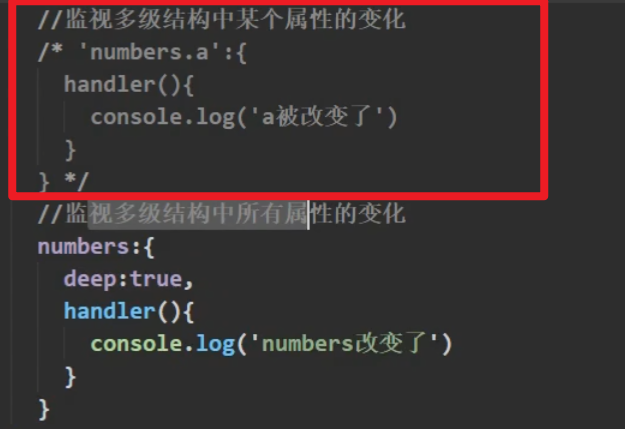 //监视多级结构中某个属性的变化
/* 'numbers.a':{
handler(){
console.log('a被改变了')
}
} */
//监视多级结构中所有属性的变化
numbers:{
deep:true,
handler(){
console.log('numbers改变了')
}
}